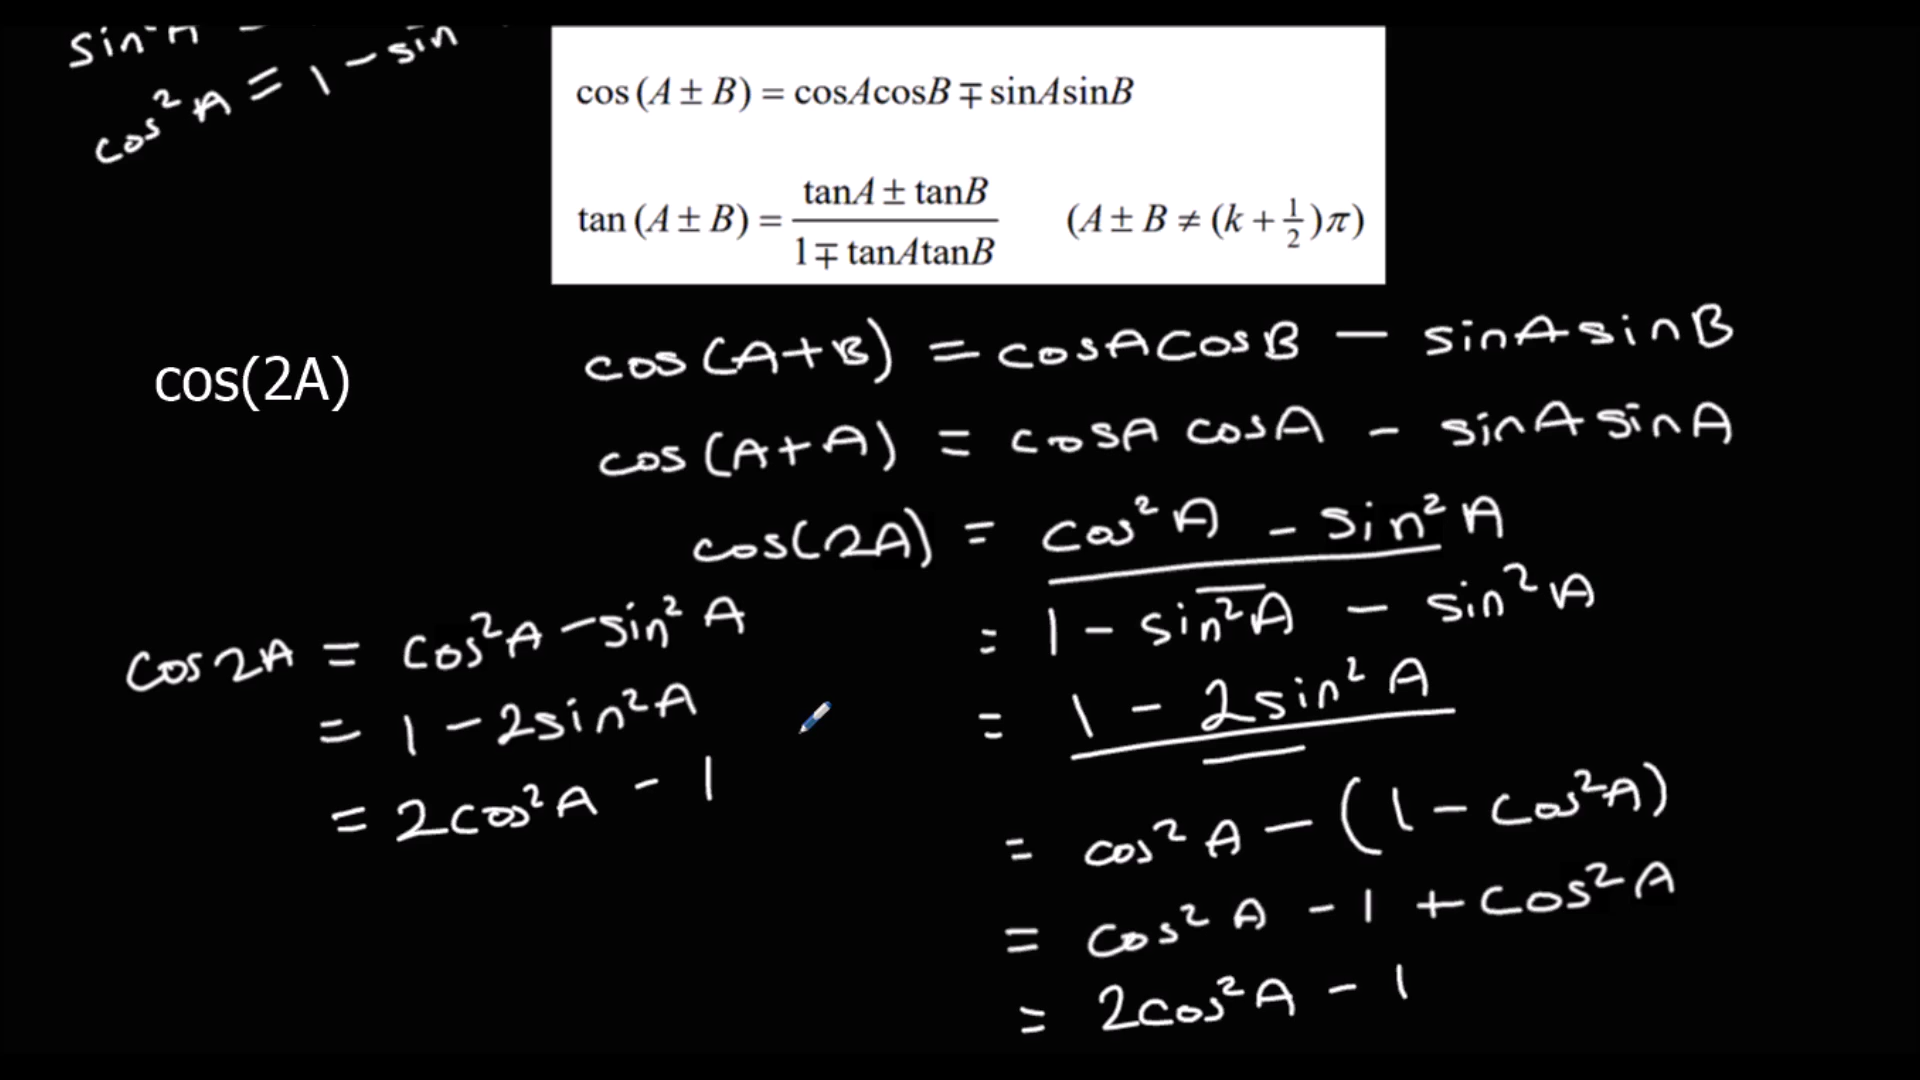 sin²A
cos²A = 1 - sin
cos (A ± B) = cosAcosB ∓ sinAsinB
tan (A ± B) = (tanA ± tanB) / (1 ∓ tanAtanB) (A ± B ≠ (k + 1/2)π)
cos(2A)
cos (A+B) = cosAcosB - sinAsinB
cos (A+A) = cosA cosA - sinA sinA
cos(2A) = cos²A - sin²A
= 1 - sin²A - sin²A
= 1 - 2sin²A
= cos²A - (1 - cos²A)
= cos²A - 1 + cos²A
= 2cos²A - 1
cos2A = cos²A - sin²A
= 1 - 2sin²A
= 2cos²A - 1